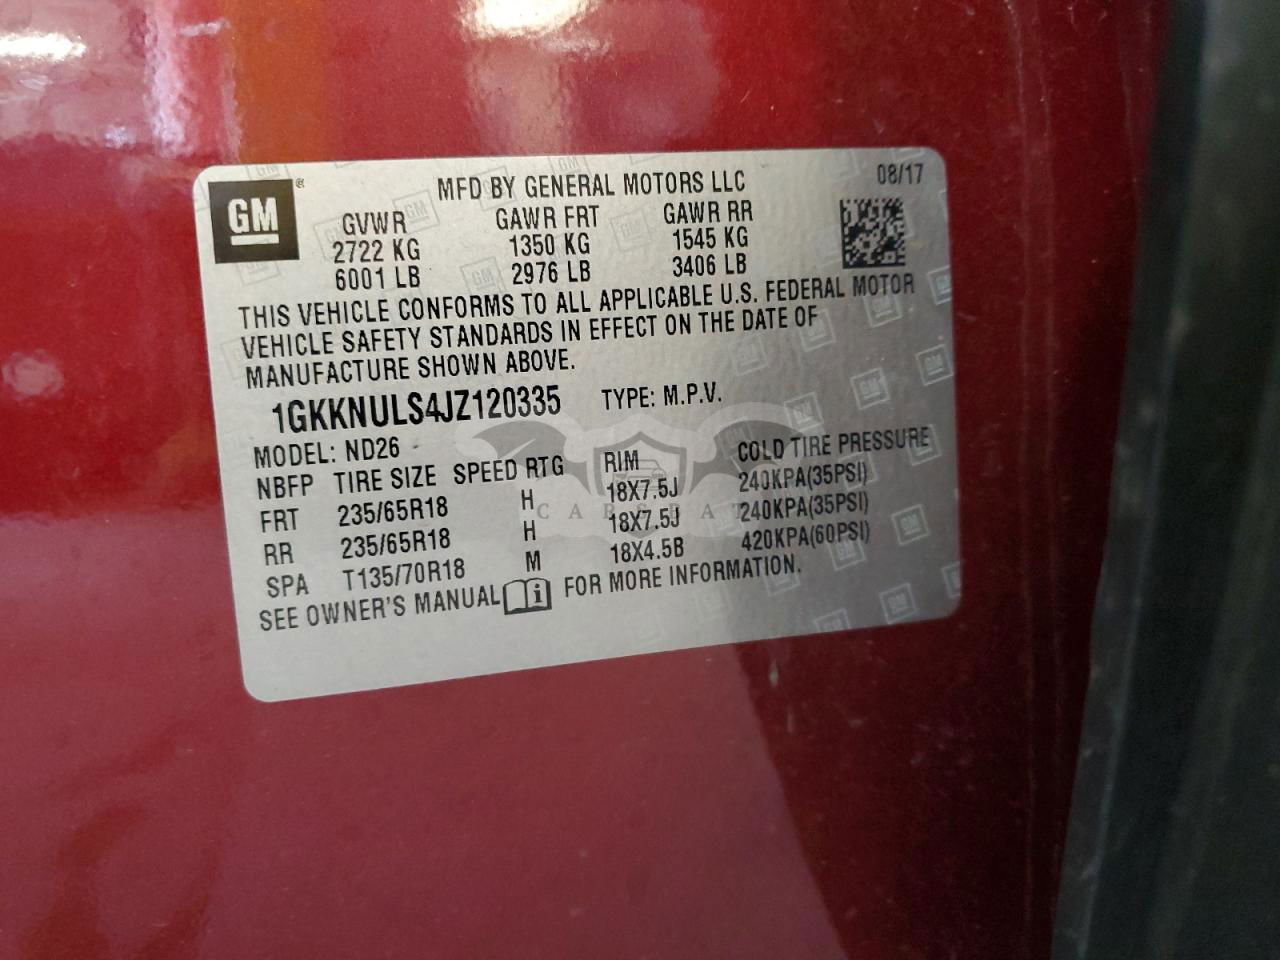 GM ® MFD BY GENERAL MOTORS LLC 08/17
GVWR GAWR FRT GAWR RR
2722 KG 1350 KG 1545 KG
6001 LB 2976 LB 3406 LB
THIS VEHICLE CONFORMS TO ALL APPLICABLE U.S. FEDERAL MOTOR
VEHICLE SAFETY STANDARDS IN EFFECT ON THE DATE OF
MANUFACTURE SHOWN ABOVE.
1GKKNULS4JZ120335 TYPE: M.P.V.
MODEL: ND26
NBFP TIRE SIZE SPEED RTG RIM COLD TIRE PRESSURE
FRT 235/65R18 H 18X7.5J 240KPA(35PSI)
RR 235/65R18 H 18X7.5J 240KPA(35PSI)
SPA T135/70R18 M 18X4.5B 420KPA(60PSI)
SEE OWNER'S MANUAL i FOR MORE INFORMATION.